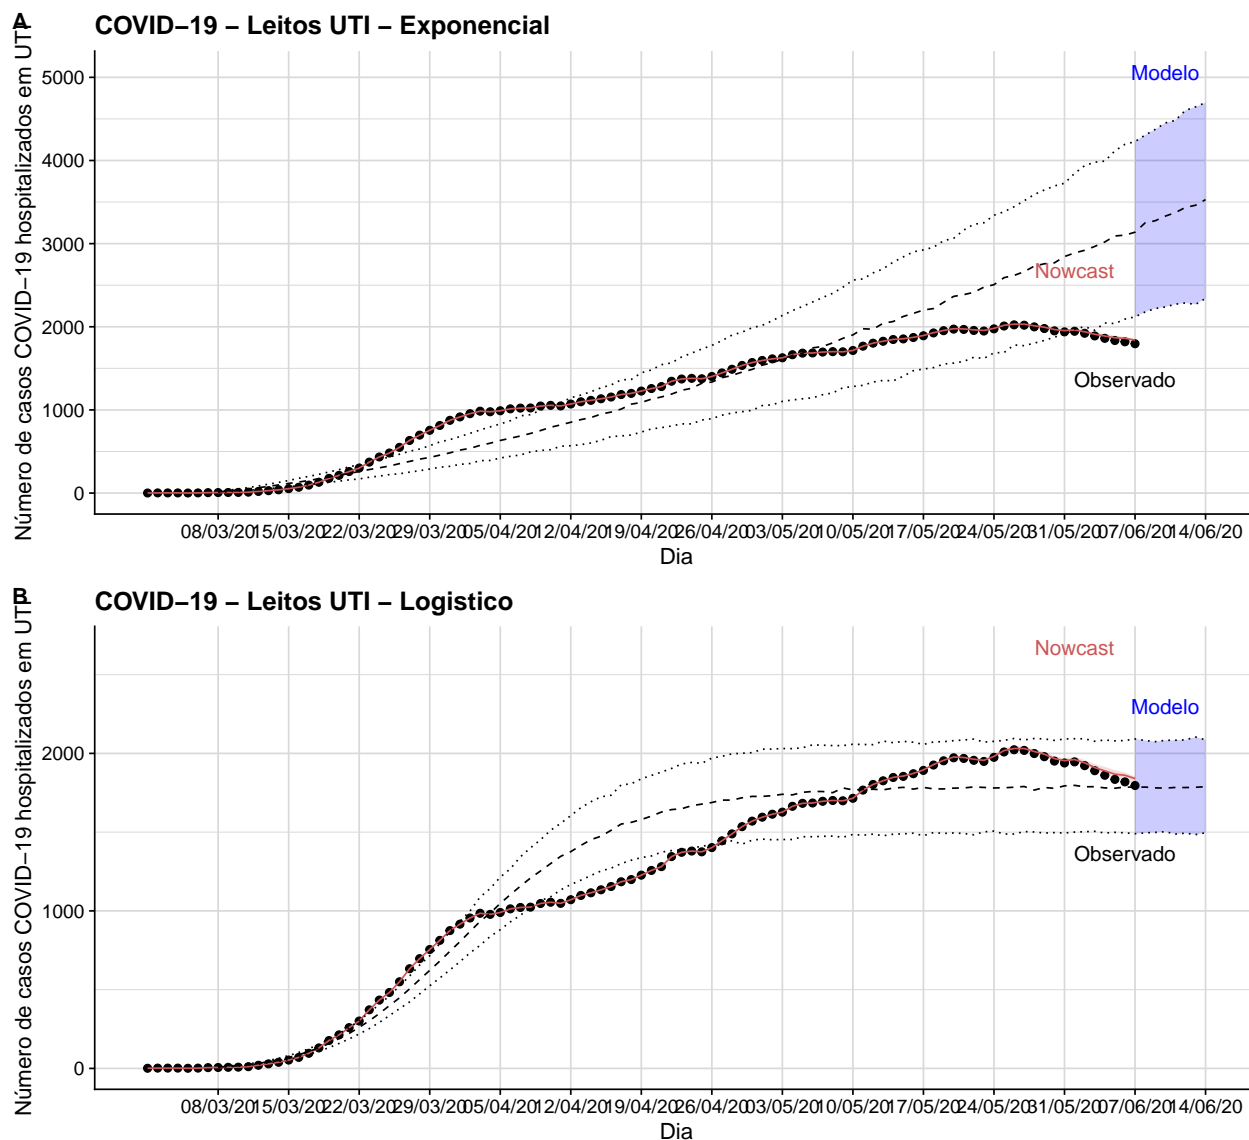 A
COVID−19 − Leitos UTI − Exponencial
Número de casos COVID−19 hospitalizados em UTI
5000
4000
3000
2000
1000
0
Modelo
Nowcast
Observado
08/03/20 15/03/20 22/03/20 29/03/20 05/04/20 12/04/20 19/04/20 26/04/20 03/05/20 10/05/20 17/05/20 24/05/20 31/05/20 07/06/20 14/06/20
Dia
B
COVID−19 − Leitos UTI − Logistico
Número de casos COVID−19 hospitalizados em UTI
2000
1000
0
Nowcast
Modelo
Observado
08/03/20 15/03/20 22/03/20 29/03/20 05/04/20 12/04/20 19/04/20 26/04/20 03/05/20 10/05/20 17/05/20 24/05/20 31/05/20 07/06/20 14/06/20
Dia